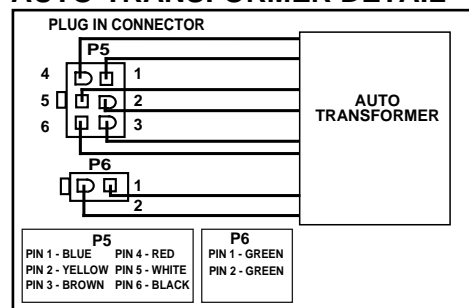 AUTO TRANSFORMER DETAIL
PLUG IN CONNECTOR
P5
4 1
5 2
6 3
AUTO
TRANSFORMER
P6
1
2
P5
PIN 1 - BLUE PIN 4 - RED
PIN 2 - YELLOW PIN 5 - WHITE
PIN 3 - BROWN PIN 6 - BLACK
P6
PIN 1 - GREEN
PIN 2 - GREEN